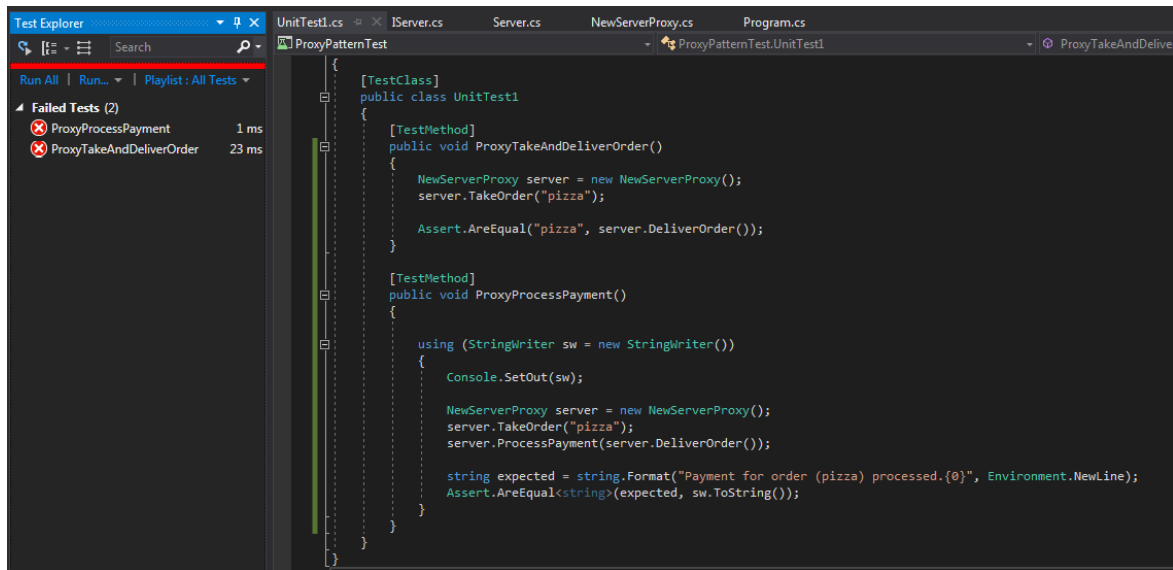 Test Explorer
Search
Run All | Run... | Playlist : All Tests
Failed Tests (2)
ProxyProcessPayment 1 ms
ProxyTakeAndDeliverOrder 23 ms
UnitTest1.cs IServer.cs Server.cs NewServerProxy.cs Program.cs
ProxyPatternTest ProxyPatternTest.UnitTest1 ProxyTakeAndDelive
{
[TestClass]
public class UnitTest1
{
[TestMethod]
public void ProxyTakeAndDeliverOrder()
{
NewServerProxy server = new NewServerProxy();
server.TakeOrder("pizza");
Assert.AreEqual("pizza", server.DeliverOrder());
}
[TestMethod]
public void ProxyProcessPayment()
{
using (StringWriter sw = new StringWriter())
{
Console.SetOut(sw);
NewServerProxy server = new NewServerProxy();
server.TakeOrder("pizza");
server.ProcessPayment(server.DeliverOrder());
string expected = string.Format("Payment for order (pizza) processed.{0}", Environment.NewLine);
Assert.AreEqual<string>(expected, sw.ToString());
}
}
}
}